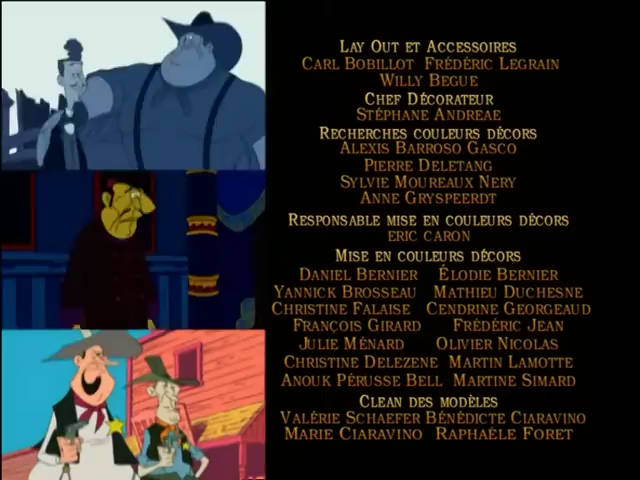 Lay Out et Accessoires
Carl Bobillot Frédéric Legrain
Willy Begue
Chef Décorateur
Stéphane Andreae
Recherches couleurs décors
Alexis Barroso Gasco
Pierre Deletang
Sylvie Moureaux Nery
Anne Gryspeerdt
Responsable mise en couleurs décors
Eric Caron
Mise en couleurs décors
Daniel Bernier Élodie Bernier
Yannick Brosseau Mathieu Duchesne
Christine Falaise Cendrine Georgeaud
François Girard Frédéric Jean
Julie Ménard Olivier Nicolas
Christine Delezene Martin Lamotte
Anouk Pérusse Bell Martine Simard
Clean des modèles
Valérie Schaefer Bénédicte Ciaravino
Marie Ciaravino Raphaèle Foret